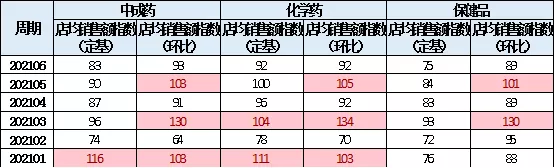 周期 中成药 化学药 保健品
店均销售额指数(定基) 店均销售额指数(环比) 店均销售额指数(定基) 店均销售额指数(环比) 店均销售额指数(定基) 店均销售额指数(环比)
202106 83 93 92 92 75 89
202105 90 103 100 105 84 101
202104 87 91 96 92 83 89
202103 96 130 104 134 93 130
202102 74 64 78 70 72 95
202101 116 103 111 103 76 88